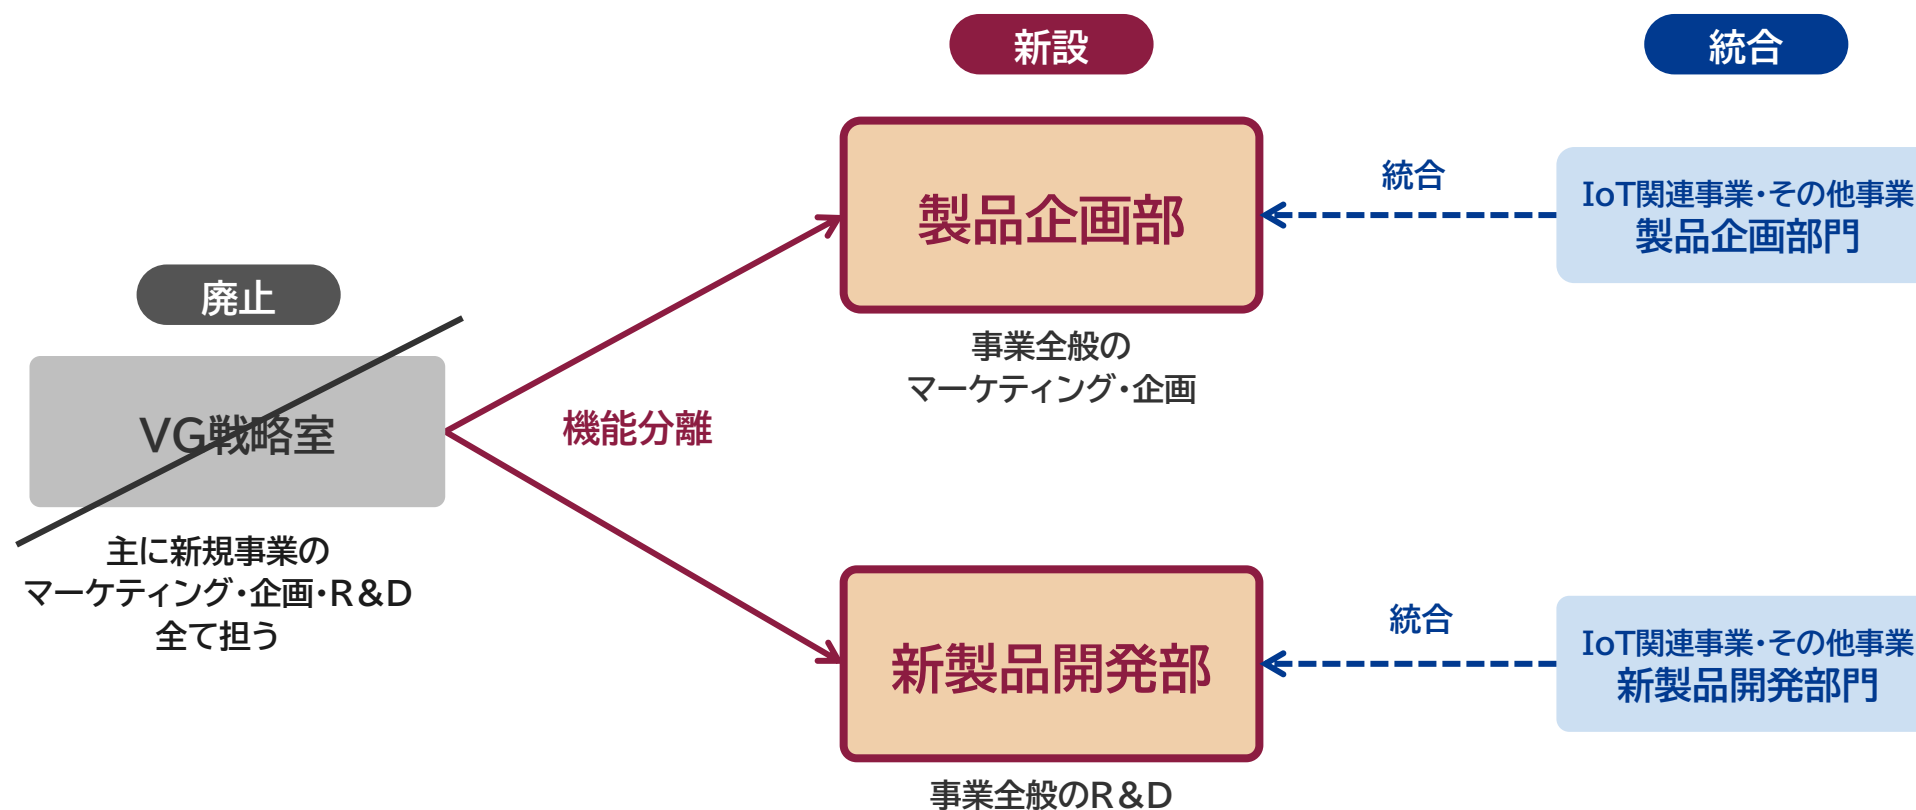 廃止
VG戦略室
主に新規事業の
マーケティング・企画・R&D
全て担う
機能分離
新設
製品企画部
事業全般の
マーケティング・企画
新製品開発部
事業全般のR&D
統合
統合
IoT関連事業・その他事業
製品企画部門
統合
IoT関連事業・その他事業
新製品開発部門